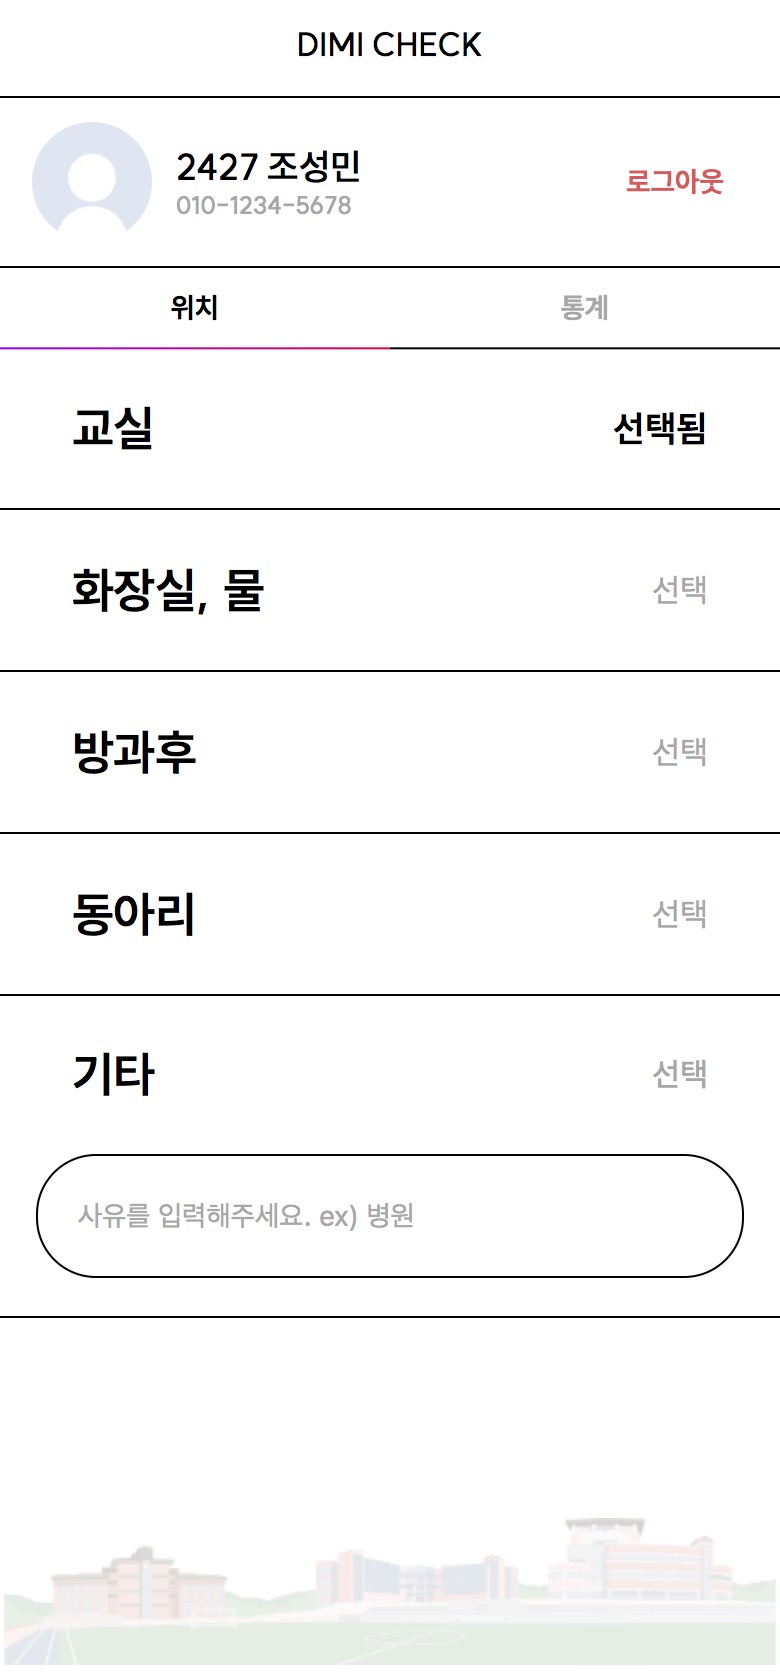 DIMI CHECK
2427 조성민
010-1234-5678
로그아웃
위치
통계
교실
선택됨
화장실, 물
선택
방과후
선택
동아리
선택
기타
선택
사유를 입력해주세요. ex) 병원